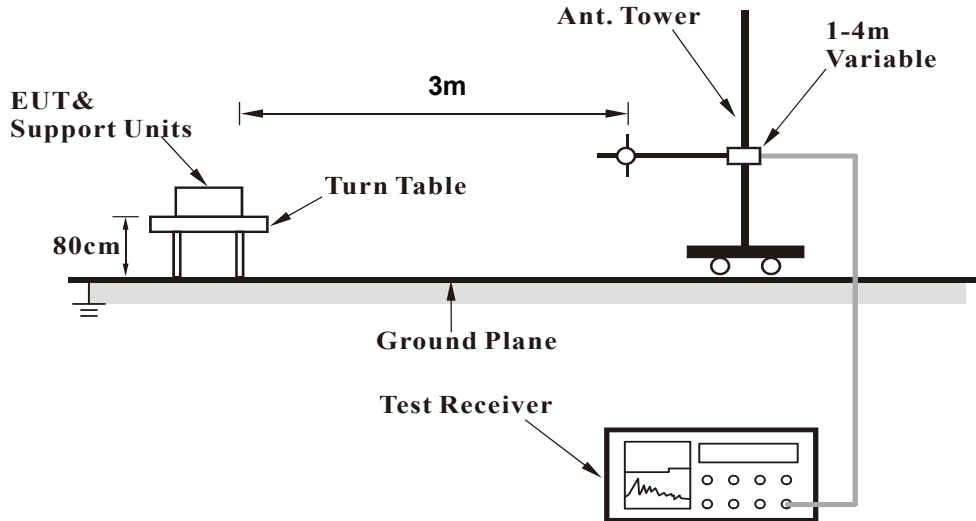 Ant. Tower
1-4m
Variable
3m
EUT&
Support Units
Turn Table
80cm
Ground Plane
Test Receiver